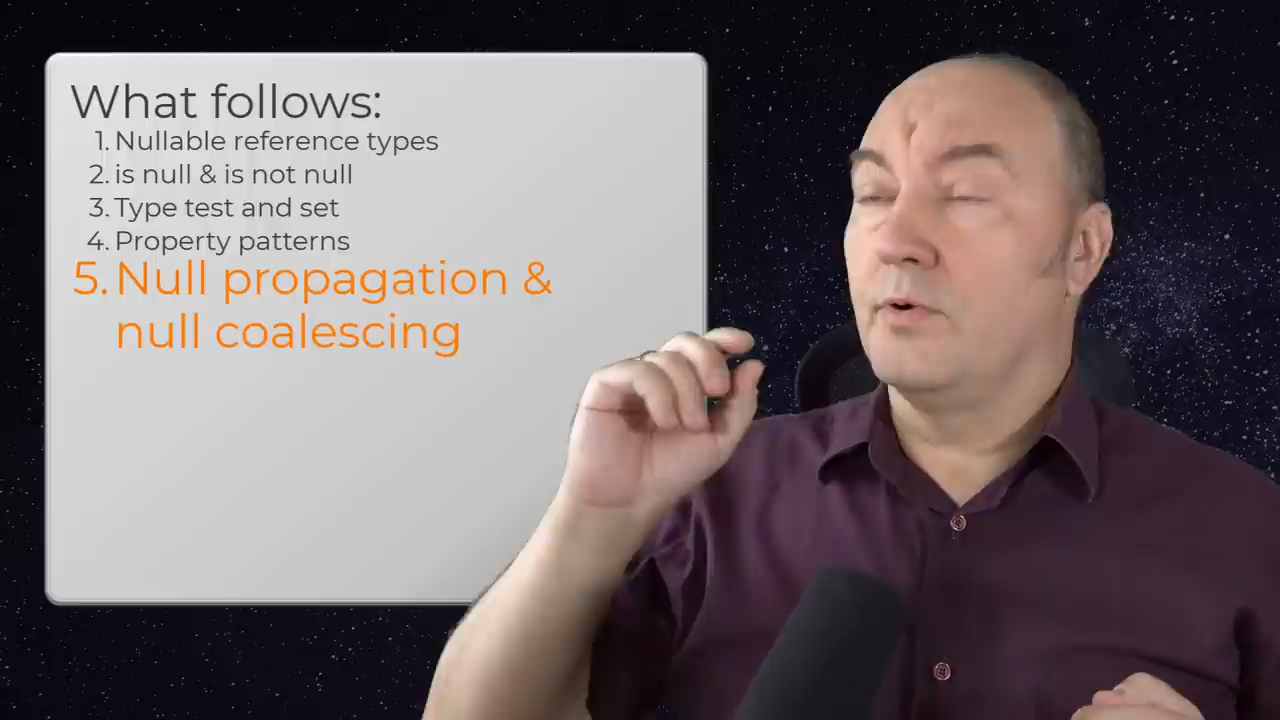 What follows:
1. Nullable reference types
2. is null & is not null
3. Type test and set
4. Property patterns
5. Null propagation &
null coalescing